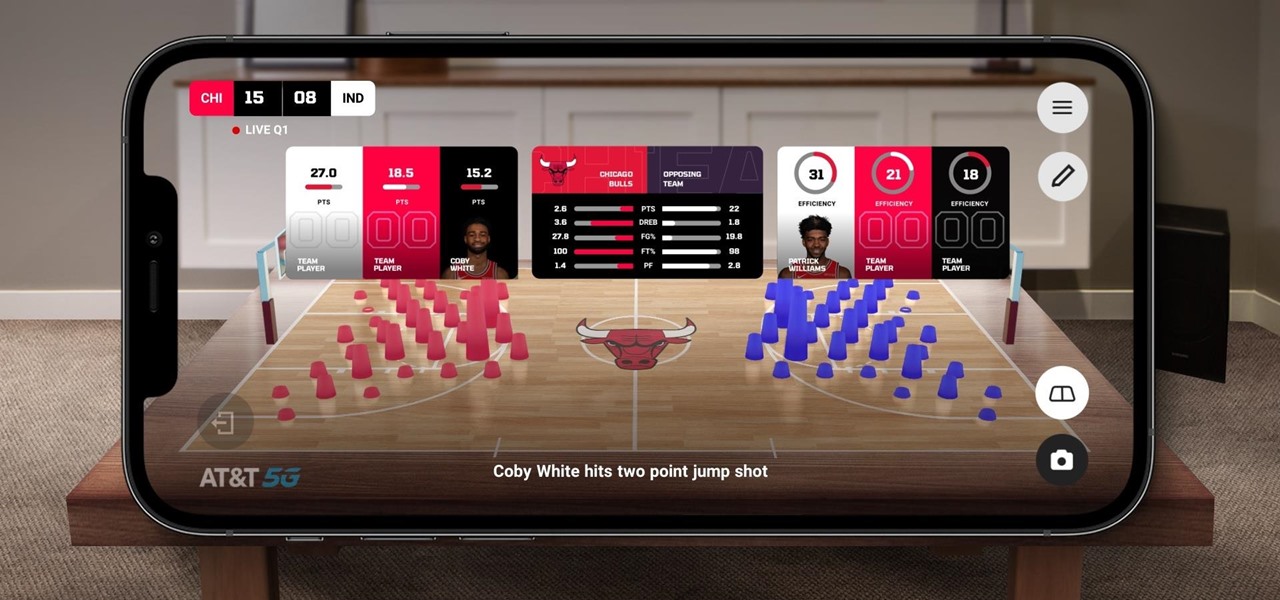 CHI 15 08 IND
LIVE Q1
27.0
PTS
TEAM
PLAYER
18.5
PTS
TEAM
PLAYER
15.2
PTS
COBY
WHITE
CHICAGO
BULLS
OPPOSING
TEAM
2.6 PTS 22
3.6 DREB 1.8
27.8 FG% 19.8
100 FT% 98
1.4 PF 2.8
31
EFFICIENCY
PATRICK
WILLIAMS
21
EFFICIENCY
TEAM
PLAYER
18
EFFICIENCY
TEAM
PLAYER
AT&T 5G
Coby White hits two point jump shot